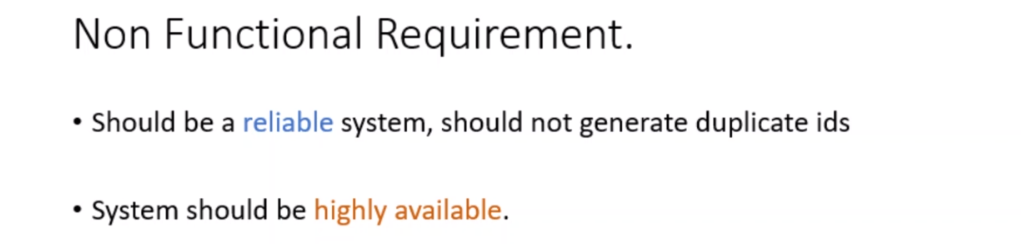 Non Functional Requirement.
• Should be a reliable system, should not generate duplicate ids
• System should be highly available.